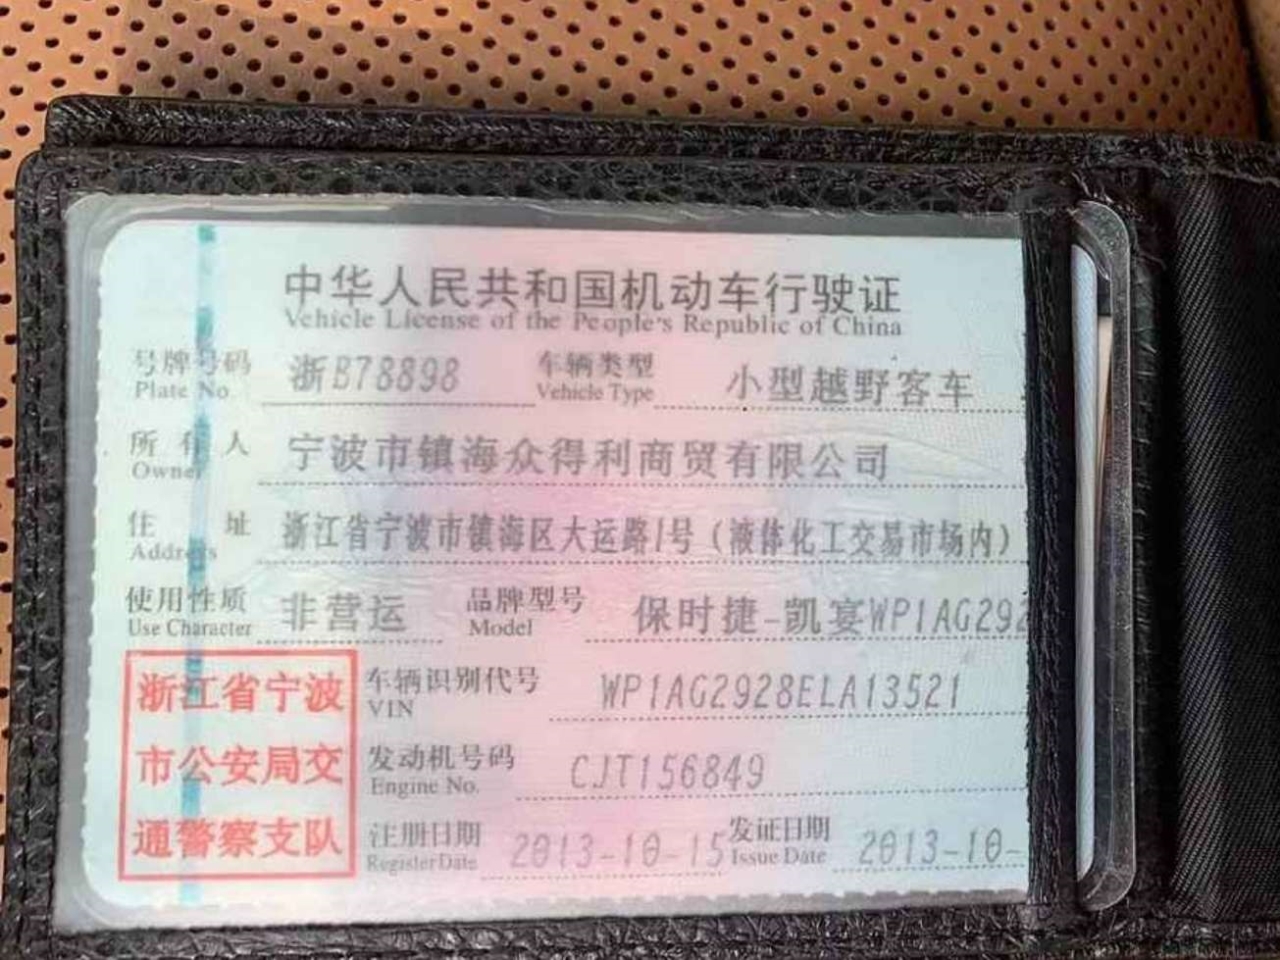 中华人民共和国机动车行驶证
Vehicle License of the People's Republic of China
号牌号码 浙B78898 车辆类型 小型越野客车
Plate No. Vehicle Type
所有人 宁波市镇海众得利商贸有限公司
Owner
住址 浙江省宁波市镇海区大运路1号（液体化工交易市场内）
Address
使用性质 非营运 品牌型号 保时捷-凯宴WP1AG292
Use Character Model
浙江省宁波
市公安局交
通警察支队
车辆识别代号 WP1AG2928ELA13521
VIN
发动机号码 CJT156849
Engine No.
注册日期 2013-10-15 发证日期 2013-10-
Register Date Issue Date